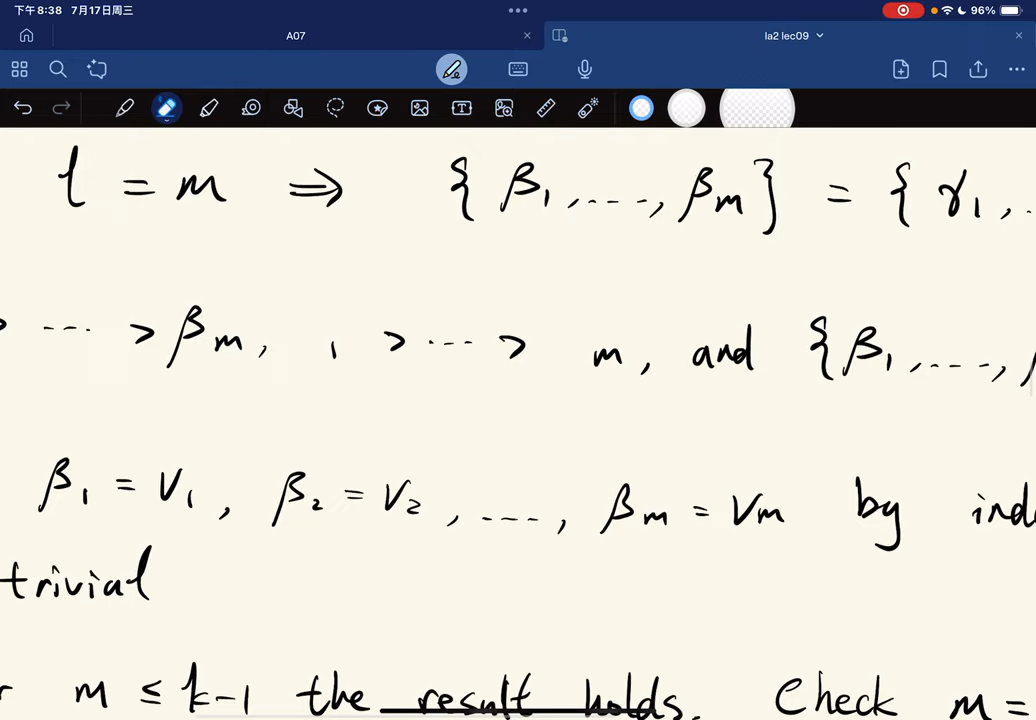 下午8:38 7月17日周三
96%
A07
la2 lec09
l = m ⇒ { β₁, ..., βₘ } = { γ₁, ..
> ... > βₘ, ₁ > ... > ₘ, and { β₁, ...,
β₁ = V₁, β₂ = V₂, ..., βₘ = Vₘ by ind
trivial
m ≤ k-1 the result holds. Check m =